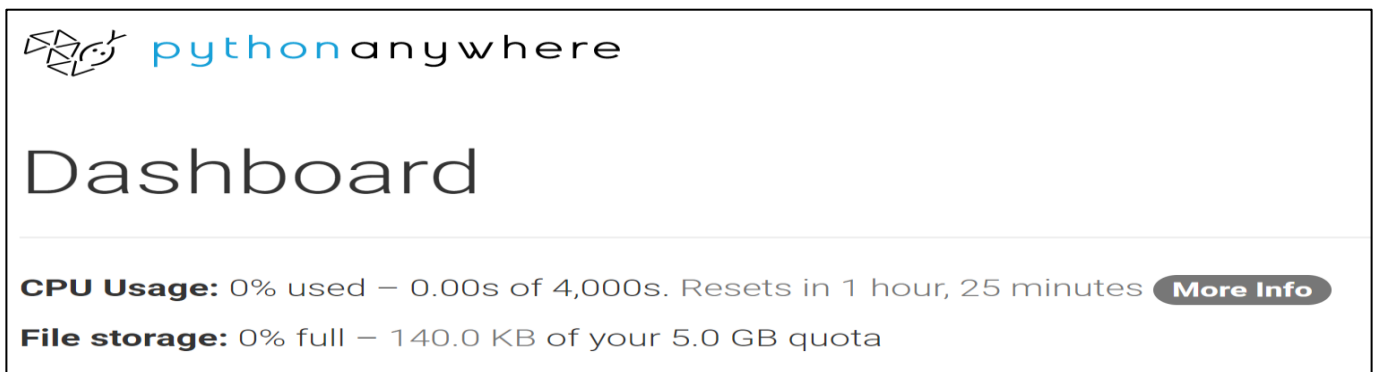 pythonanywhere
Dashboard
CPU Usage: 0% used – 0.00s of 4,000s. Resets in 1 hour, 25 minutes More Info
File storage: 0% full – 140.0 KB of your 5.0 GB quota